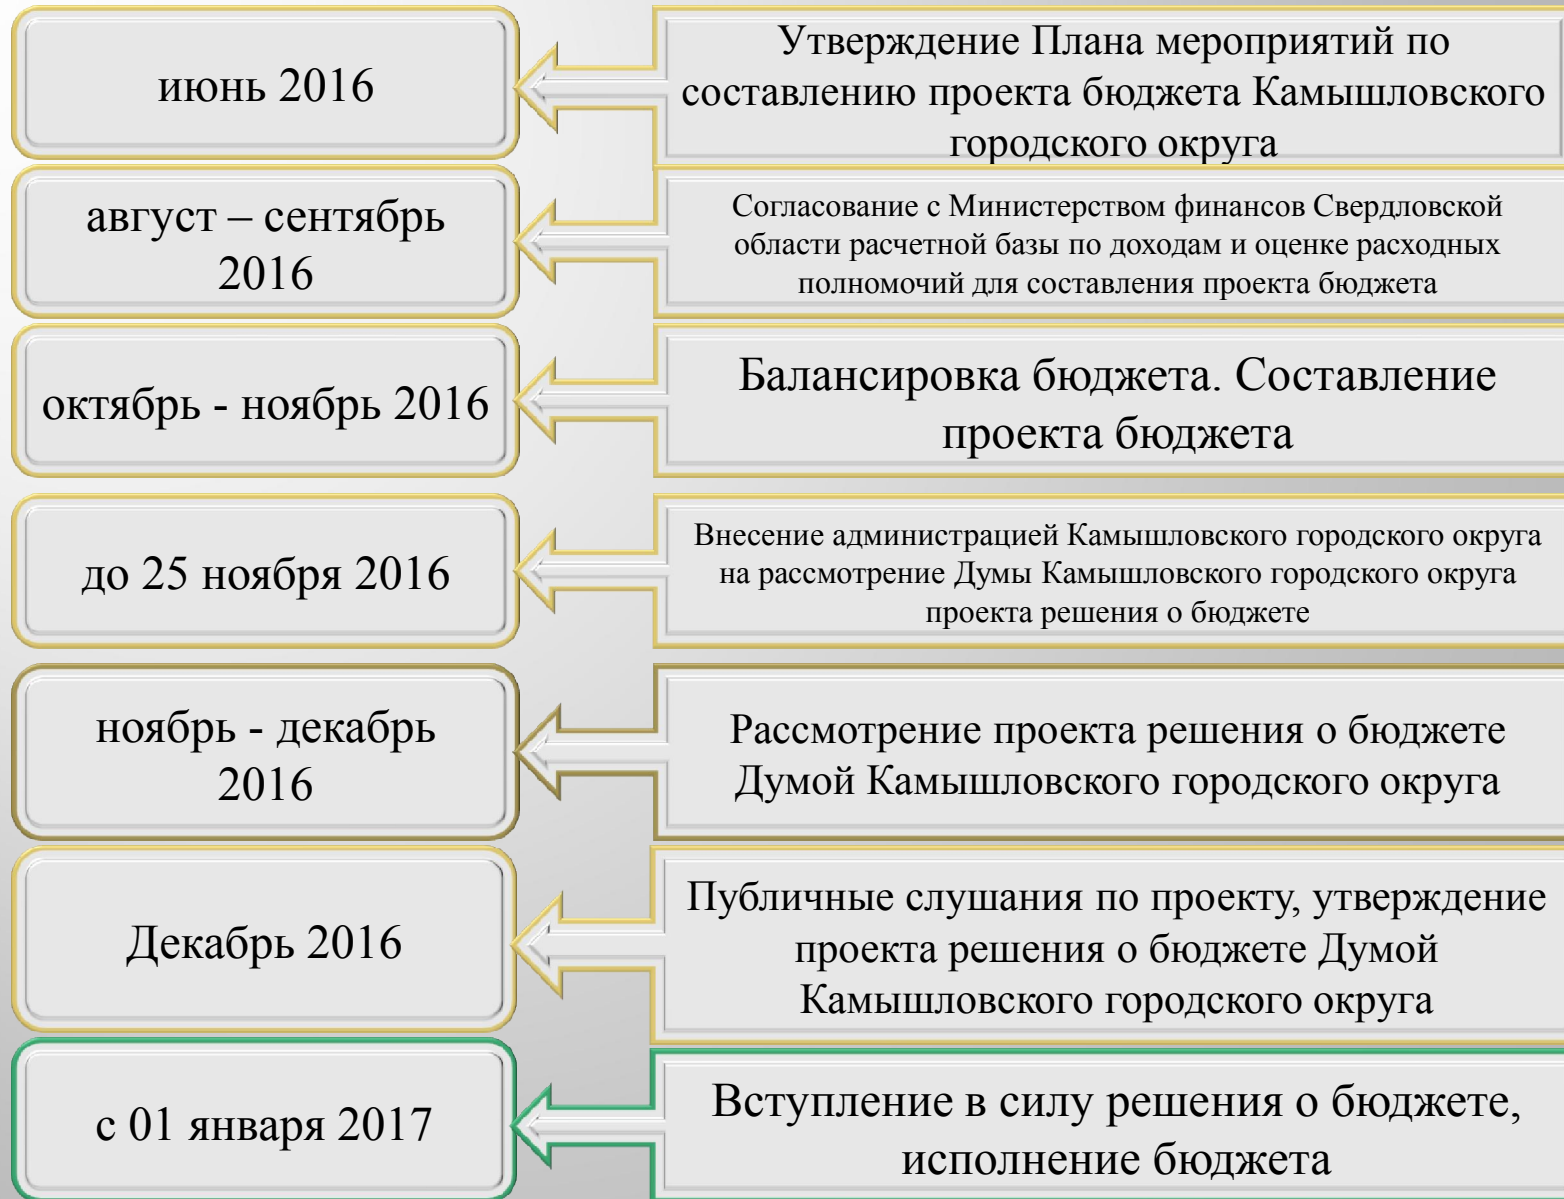 июнь 2016
Утверждение Плана мероприятий по
составлению проекта бюджета Камышловского
городского округа
август – сентябрь
2016
Согласование с Министерством финансов Свердловской
области расчетной базы по доходам и оценке расходных
полномочий для составления проекта бюджета
октябрь - ноябрь 2016
Балансировка бюджета. Составление
проекта бюджета
до 25 ноября 2016
Внесение администрацией Камышловского городского округа
на рассмотрение Думы Камышловского городского округа
проекта решения о бюджете
ноябрь - декабрь
2016
Рассмотрение проекта решения о бюджете
Думой Камышловского городского округа
Декабрь 2016
Публичные слушания по проекту, утверждение
проекта решения о бюджете Думой
Камышловского городского округа
с 01 января 2017
Вступление в силу решения о бюджете,
исполнение бюджета